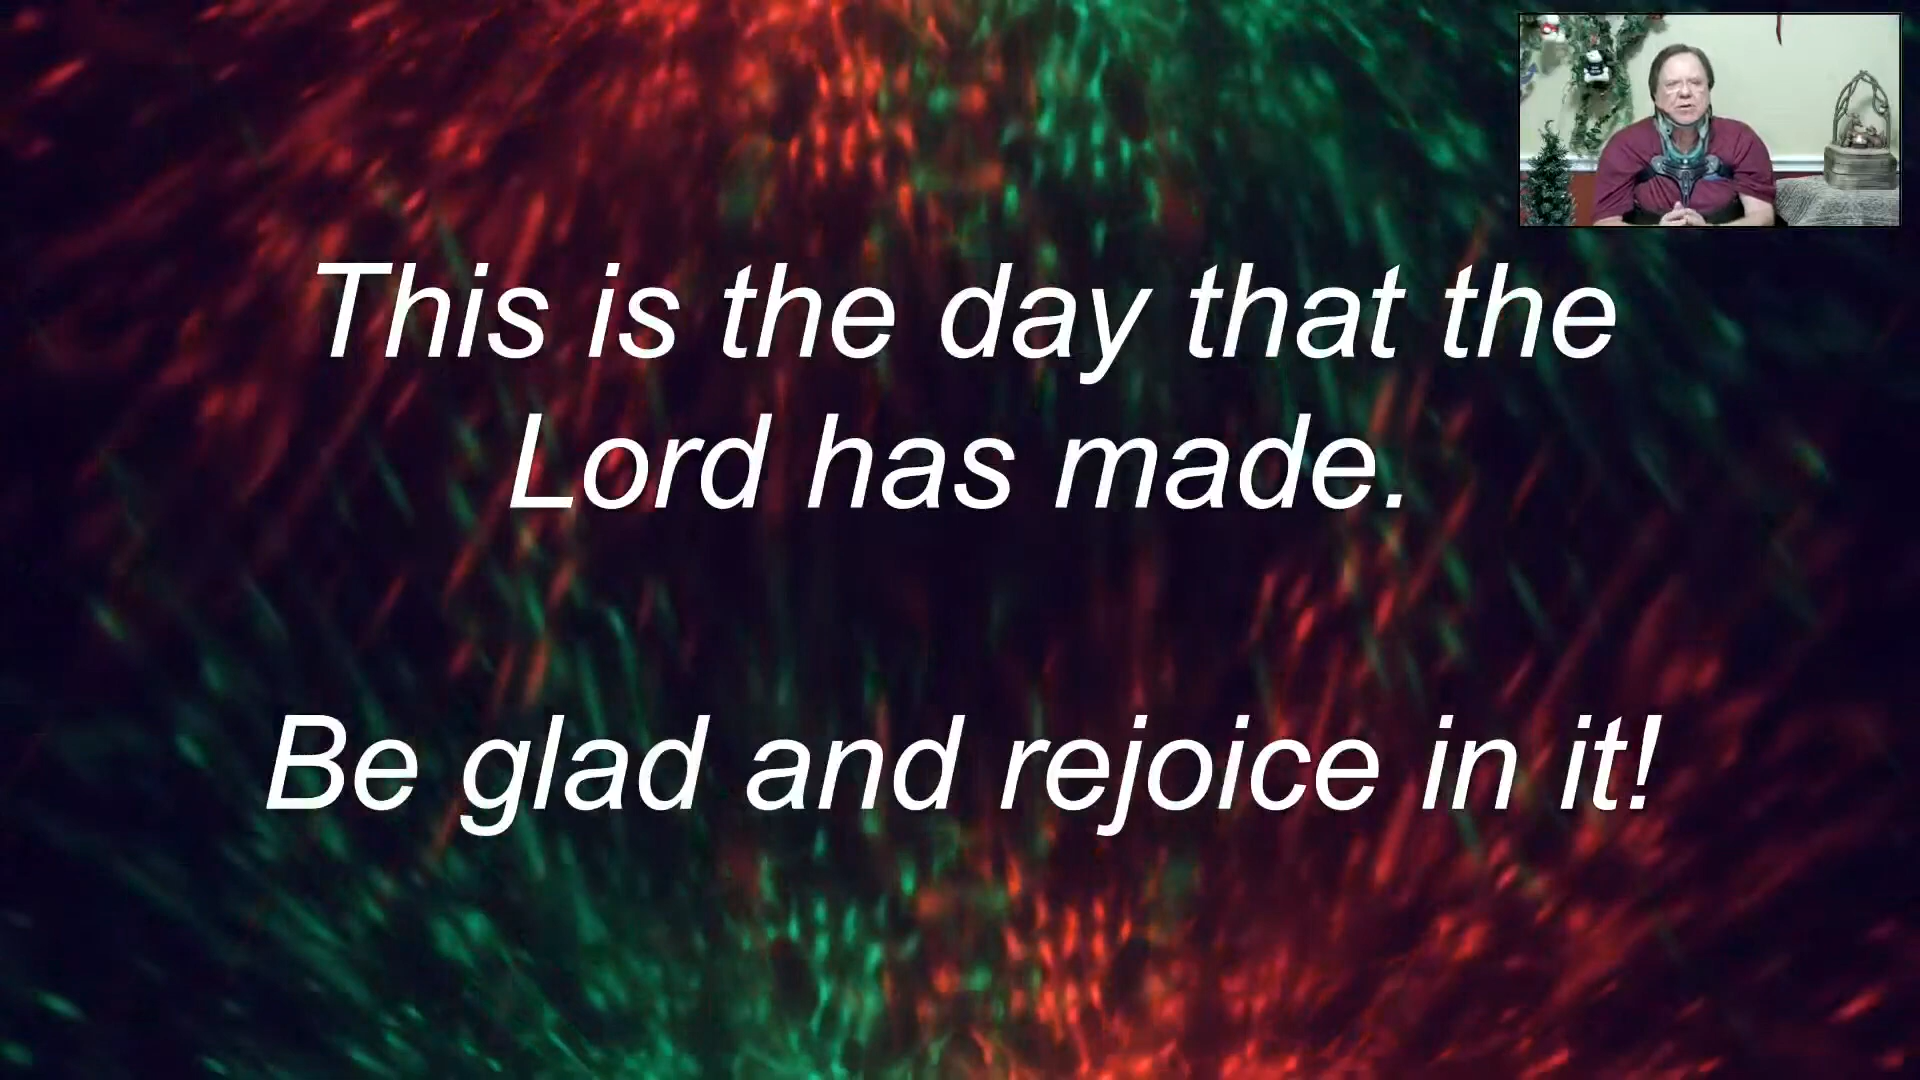 This is the day that the
Lord has made.
Be glad and rejoice in it!